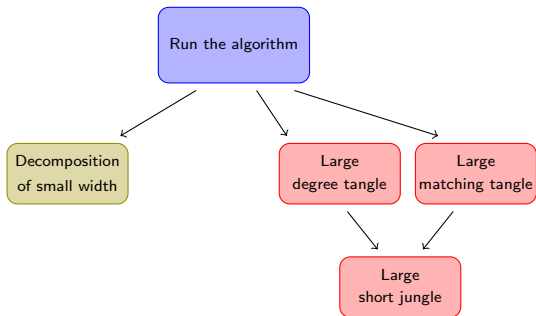 Run the algorithm
Decomposition
of small width
Large
degree tangle
Large
matching tangle
Large
short jungle